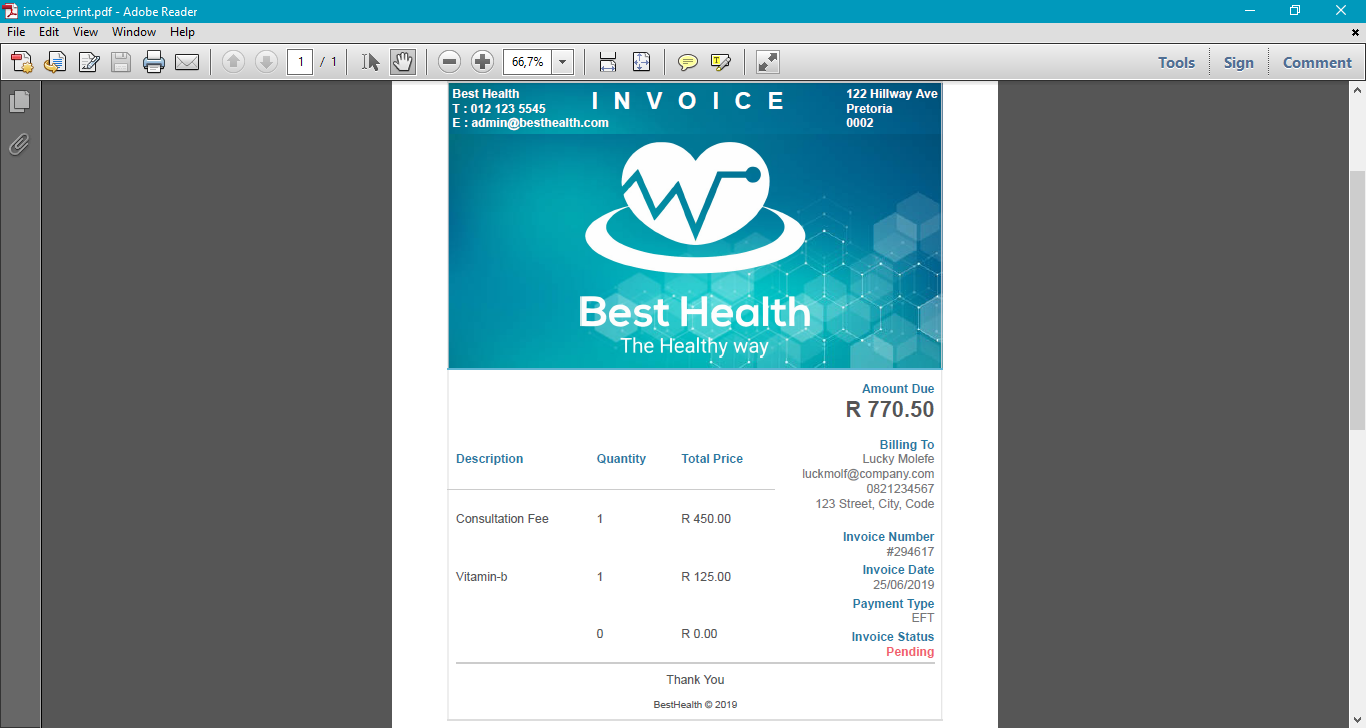 invoice_print.pdf - Adobe Reader
File Edit View Window Help
1 / 1 66,7% Tools Sign Comment
Best Health
T : 012 123 5545
E : admin@besthealth.com
INVOICE
122 Hillway Ave
Pretoria
0002
Best Health
The Healthy way
Amount Due
R 770.50
Billing To
Lucky Molefe
luckmolf@company.com
0821234567
123 Street, City, Code
Description Quantity Total Price
Consultation Fee 1 R 450.00
Vitamin-b 1 R 125.00
0 R 0.00
Invoice Number
#294617
Invoice Date
25/06/2019
Payment Type
EFT
Invoice Status
Pending
Thank You
BestHealth © 2019